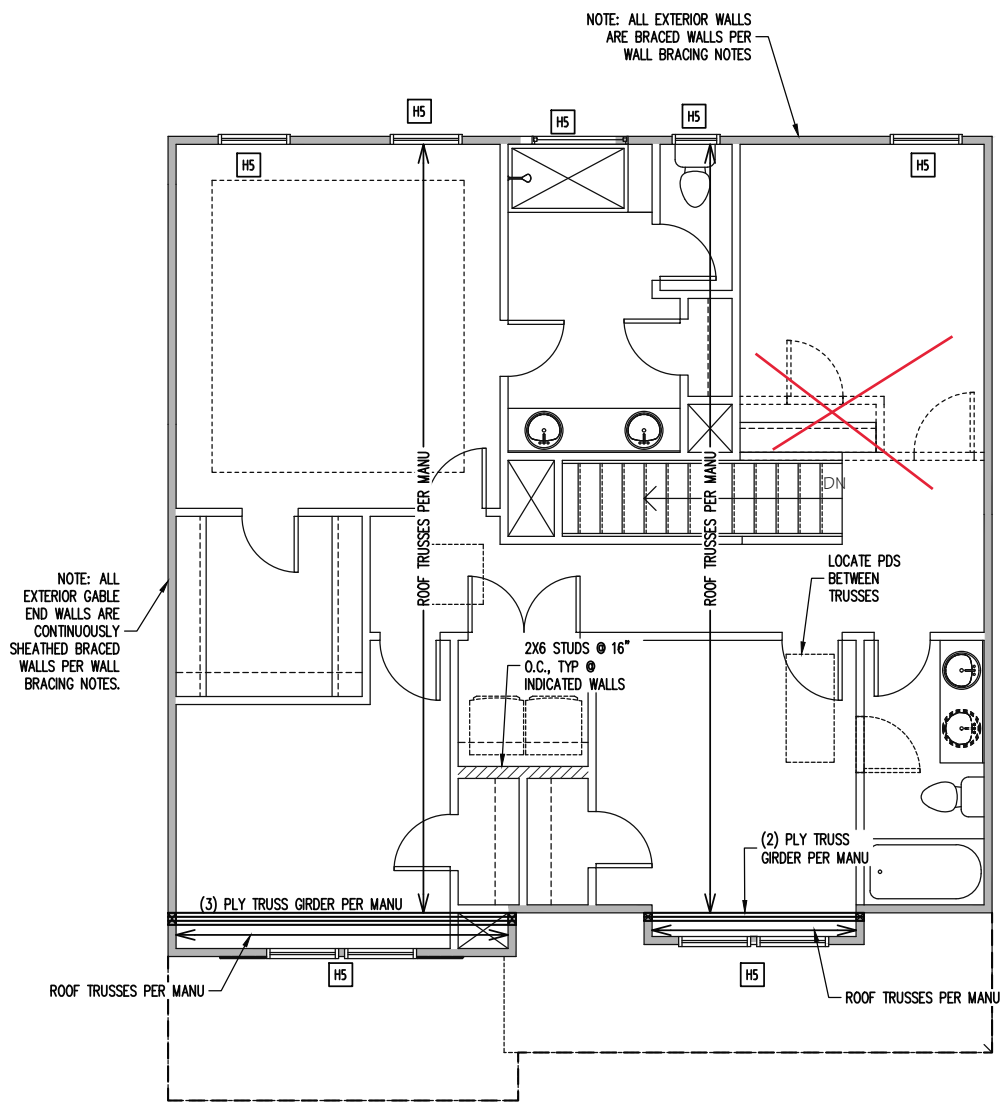 NOTE: ALL EXTERIOR WALLS
ARE BRACED WALLS PER
WALL BRACING NOTES
H5
H5
H5
H5
H5
DN
ROOF TRUSSES PER MANU
ROOF TRUSSES PER MANU
LOCATE PDS
BETWEEN
TRUSSES
NOTE: ALL
EXTERIOR GABLE
END WALLS ARE
CONTINUOUSLY
SHEATHED BRACED
WALLS PER WALL
BRACING NOTES.
2X6 STUDS @ 16"
O.C., TYP @
INDICATED WALLS
(2) PLY TRUSS
GIRDER PER MANU
(3) PLY TRUSS GIRDER PER MANU
H5
H5
ROOF TRUSSES PER MANU
ROOF TRUSSES PER MANU